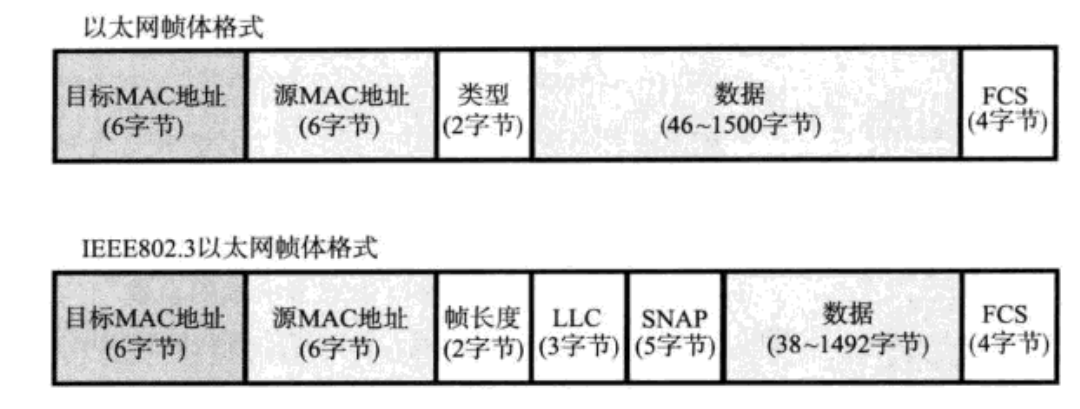 以太网帧体格式
目标MAC地址 源MAC地址 类型 数据 FCS
(6字节) (6字节) (2字节) (46~1500字节) (4字节)
IEEE802.3以太网帧体格式
目标MAC地址 源MAC地址 帧长度 LLC SNAP 数据 FCS
(6字节) (6字节) (2字节) (3字节) (5字节) (38~1492字节) (4字节)